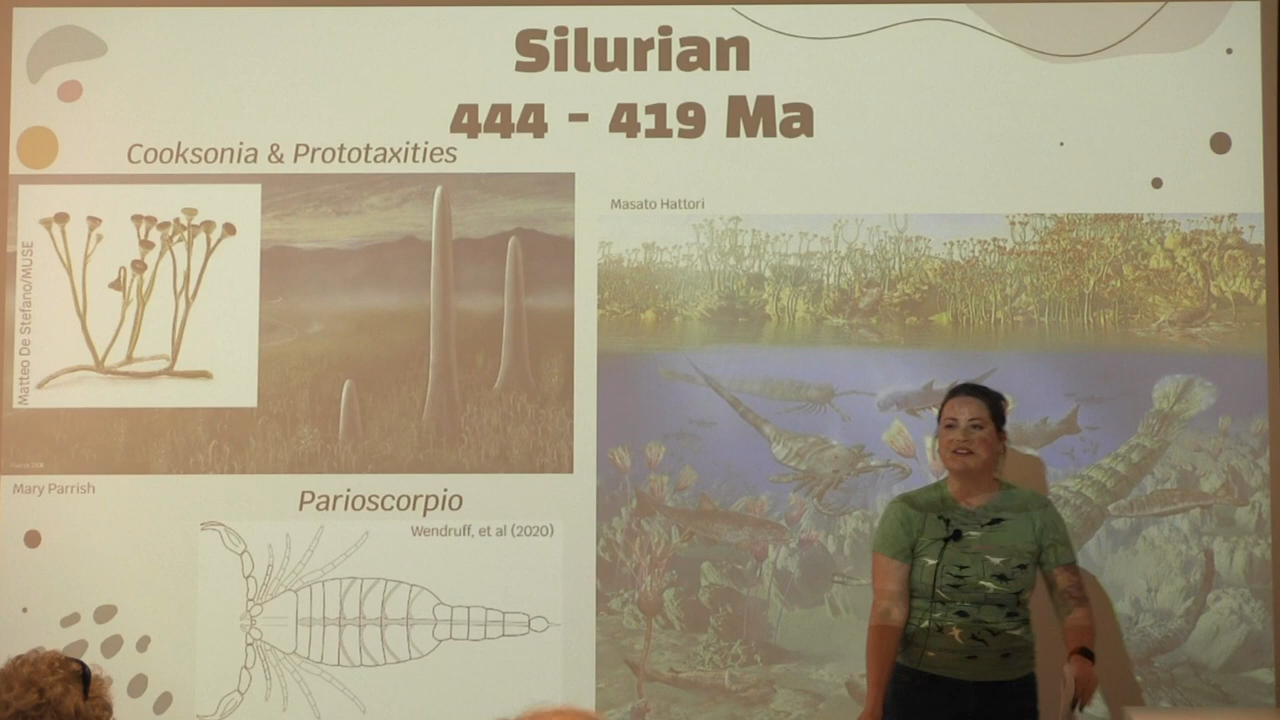 Silurian
444 - 419 Ma
Cooksonia & Prototaxities
Masato Hattori
Matteo De Stefano/MUSE
Mary Parrish
Parioscorpio
Wendruff, et al (2020)